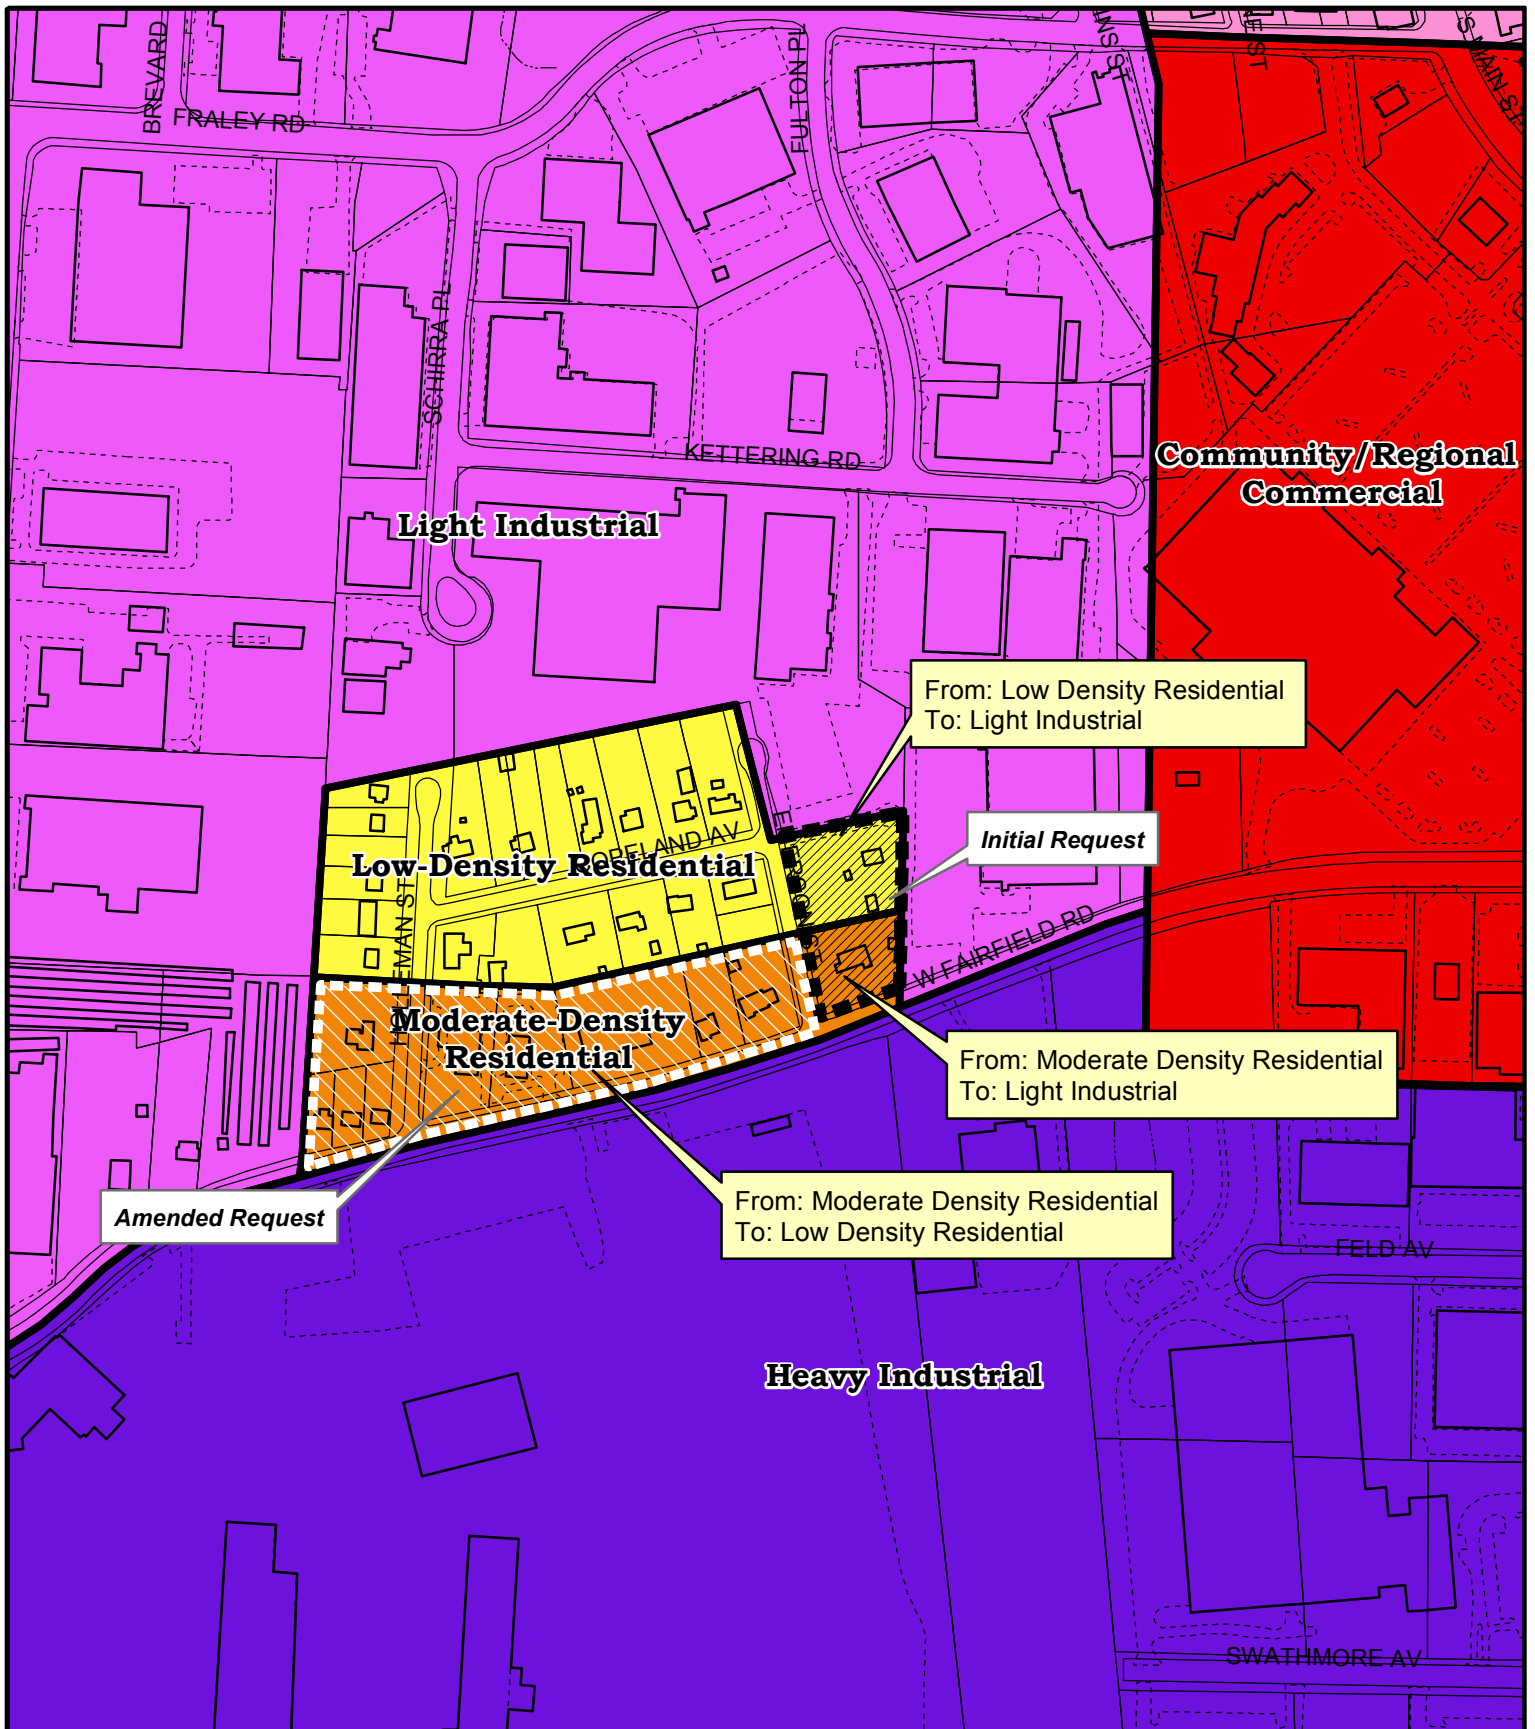 BREVARD
FRALEY RD
FULTON PL
S MAIN ST
SCHIRRA PL
KETTERING RD
Community/Regional
Commercial
Light Industrial
From: Low Density Residential
To: Light Industrial
Initial Request
COPELAND AV
Low-Density Residential
W FAIRFIELD RD
Moderate-Density
Residential
From: Moderate Density Residential
To: Light Industrial
Amended Request
From: Moderate Density Residential
To: Low Density Residential
FELD AV
Heavy Industrial
SWATHMORE AV